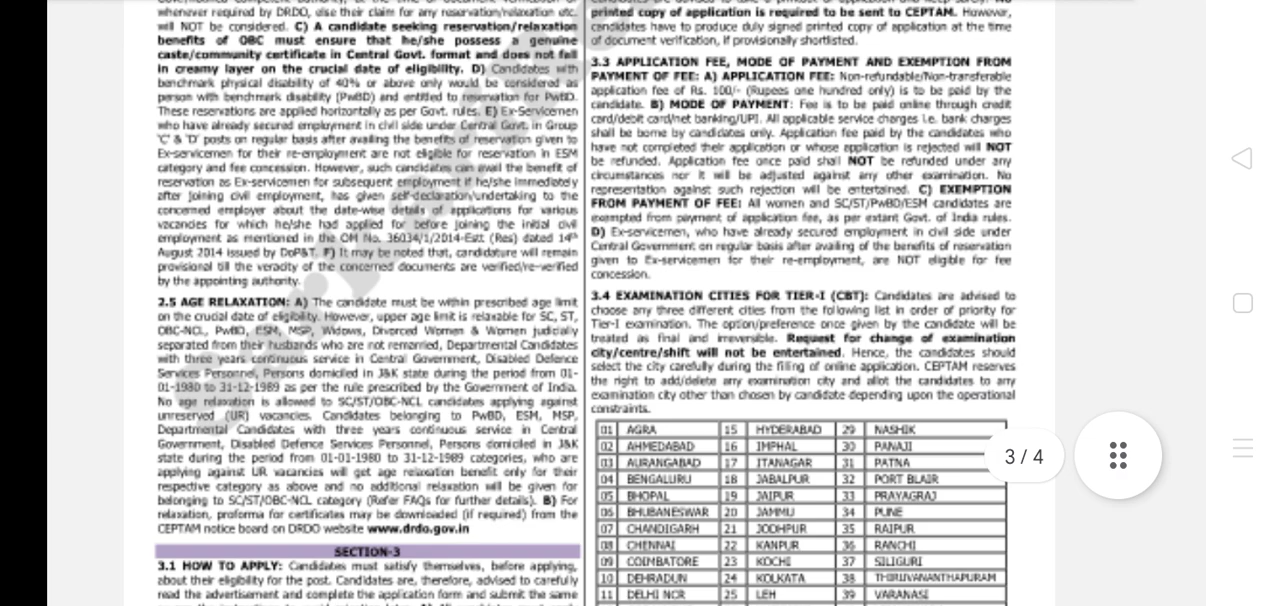 whenever required by DRDO, else their claim for any reservation/relaxation etc.
will NOT be considered. C) A candidate seeking reservation/relaxation
benefits of OBC must ensure that he/she possess a genuine
caste/community certificate in Central Govt. format and does not fall
in creamy layer on the crucial date of eligibility. D) Candidates with
benchmark physical disability of 40% or above only would be considered as
person with benchmark disability (PwBD) and entitled to reservation for PwBD.
These reservations are applied horizontally as per Govt. rules. E) Ex-Servicemen
who have already secured employment in civil side under Central Govt. in Group
'C' & 'D' posts on regular basis after availing the benefits of reservation given to
Ex-servicemen for their re-employment are not eligible for reservation in ESM
category and fee concession. However, such candidates can avail the benefit of
reservation as Ex-servicemen for subsequent employment if he/she immediately
after joining civil employment, has given self-declaration/undertaking to the
concerned employer about the date-wise details of applications for various
vacancies for which he/she had applied for before joining the initial civil
employment as mentioned in the OM No. 36034/1/2014-Estt (Res) dated 14th
August 2014 issued by DoP&T. F) It may be noted that, candidature will remain
provisional till the veracity of the concerned documents are verified/re-verified
by the appointing authority.
2.5 AGE RELAXATION: A) The candidate must be within prescribed age limit
on the crucial date of eligibility. However, upper age limit is relaxable for SC, ST,
OBC-NCL, PwBD, ESM, MSP, Widows, Divorced Women & Women judicially
separated from their husbands who are not remarried, Departmental Candidates
with three years continuous service in Central Government, Disabled Defence
Services Personnel, Persons domiciled in J&K state during the period from 01-
01-1980 to 31-12-1989 as per the rule prescribed by the Government of India.
No age relaxation is allowed to SC/ST/OBC-NCL candidates applying against
unreserved (UR) vacancies. Candidates belonging to PwBD, ESM, MSP,
Departmental Candidates with three years continuous service in Central
Government, Disabled Defence Services Personnel, Persons domiciled in J&K
state during the period from 01-01-1980 to 31-12-1989 categories, who are
applying against UR vacancies will get age relaxation benefit only for their
respective category as above and no additional relaxation will be given for
belonging to SC/ST/OBC-NCL category (Refer FAQs for further details). B) For
relaxation, proforma for certificates may be downloaded (if required) from the
CEPTAM notice board on DRDO website www.drdo.gov.in
SECTION-3
3.1 HOW TO APPLY: Candidates must satisfy themselves, before applying,
about their eligibility for the post. Candidates are, therefore, advised to carefully
read the advertisement and complete the application form and submit the same
printed copy of application is required to be sent to CEPTAM. However,
candidates have to produce duly signed printed copy of application at the time
of document verification, if provisionally shortlisted.
3.3 APPLICATION FEE, MODE OF PAYMENT AND EXEMPTION FROM
PAYMENT OF FEE: A) APPLICATION FEE: Non-refundable/Non-transferable
application fee of Rs. 100/- (Rupees one hundred only) is to be paid by the
candidate. B) MODE OF PAYMENT: Fee is to be paid online through credit
card/debit card/net banking/UPI. All applicable service charges i.e. bank charges
shall be borne by candidates only. Application fee paid by the candidates who
have not completed their application or whose application is rejected will NOT
be refunded. Application fee once paid shall NOT be refunded under any
circumstances nor it will be adjusted against any other examination. No
representation against such rejection will be entertained. C) EXEMPTION
FROM PAYMENT OF FEE: All women and SC/ST/PwBD/ESM candidates are
exempted from payment of application fee, as per extant Govt. of India rules.
D) Ex-servicemen, who have already secured employment in civil side under
Central Government on regular basis after availing of the benefits of reservation
given to Ex-servicemen for their re-employment, are NOT eligible for fee
concession.
3.4 EXAMINATION CITIES FOR TIER-I (CBT): Candidates are advised to
choose any three different cities from the following list in order of priority for
Tier-I examination. The option/preference once given by the candidate will be
treated as final and irreversible. Request for change of examination
city/centre/shift will not be entertained. Hence, the candidates should
select the city carefully during the filing of online application. CEPTAM reserves
the right to add/delete any examination city and allot the candidates to any
examination city other than chosen by candidate depending upon the operational
constraints.
01 AGRA 15 HYDERABAD 29 NASHIK
02 AHMEDABAD 16 IMPHAL 30 PANAJI
03 AURANGABAD 17 ITANAGAR 31 PATNA
04 BENGALURU 18 JABALPUR 32 PORT BLAIR
05 BHOPAL 19 JAIPUR 33 PRAYAGRAJ
06 BHUBANESWAR 20 JAMMU 34 PUNE
07 CHANDIGARH 21 JODHPUR 35 RAIPUR
08 CHENNAI 22 KANPUR 36 RANCHI
09 COIMBATORE 23 KOCHI 37 SILIGURI
10 DEHRADUN 24 KOLKATA 38 THIRUVANANTHAPURAM
11 DELHI NCR 25 LEH 39 VARANASI
3 / 4